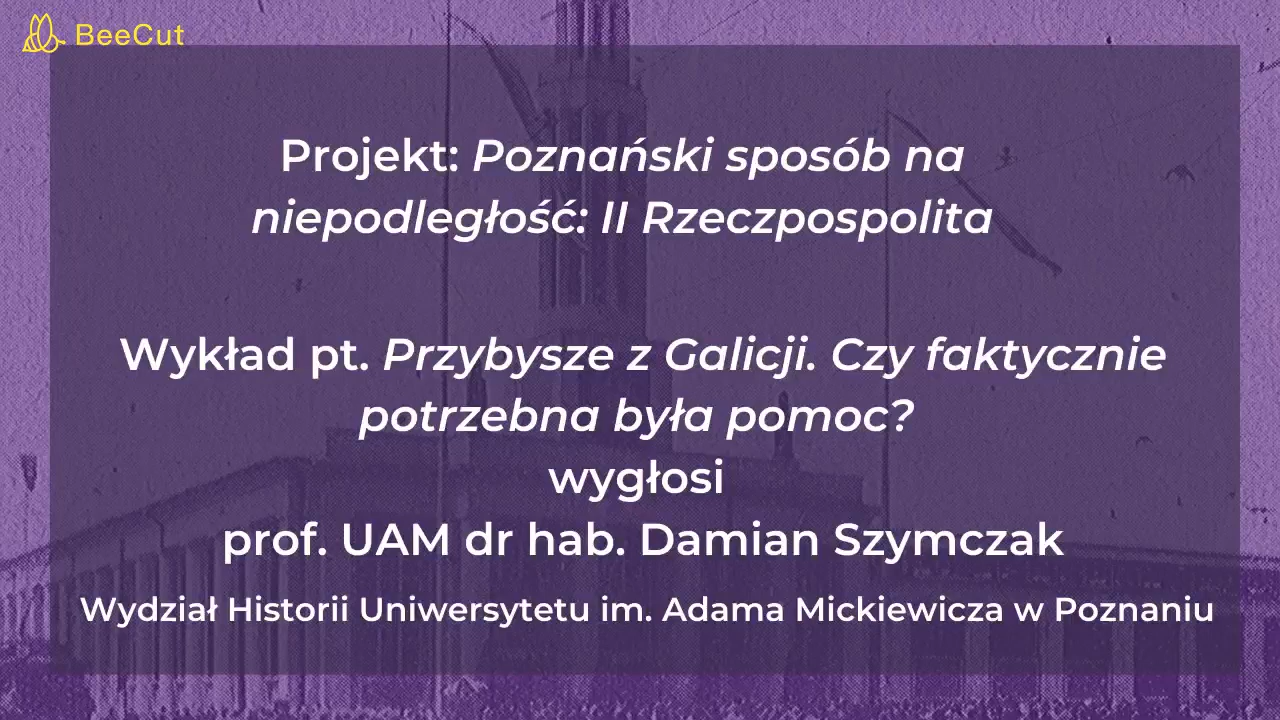 BeeCut
Projekt: Poznański sposób na
niepodległość: II Rzeczpospolita
Wykład pt. Przybysze z Galicji. Czy faktycznie
potrzebna była pomoc?
wygłosi
prof. UAM dr hab. Damian Szymczak
Wydział Historii Uniwersytetu im. Adama Mickiewicza w Poznaniu